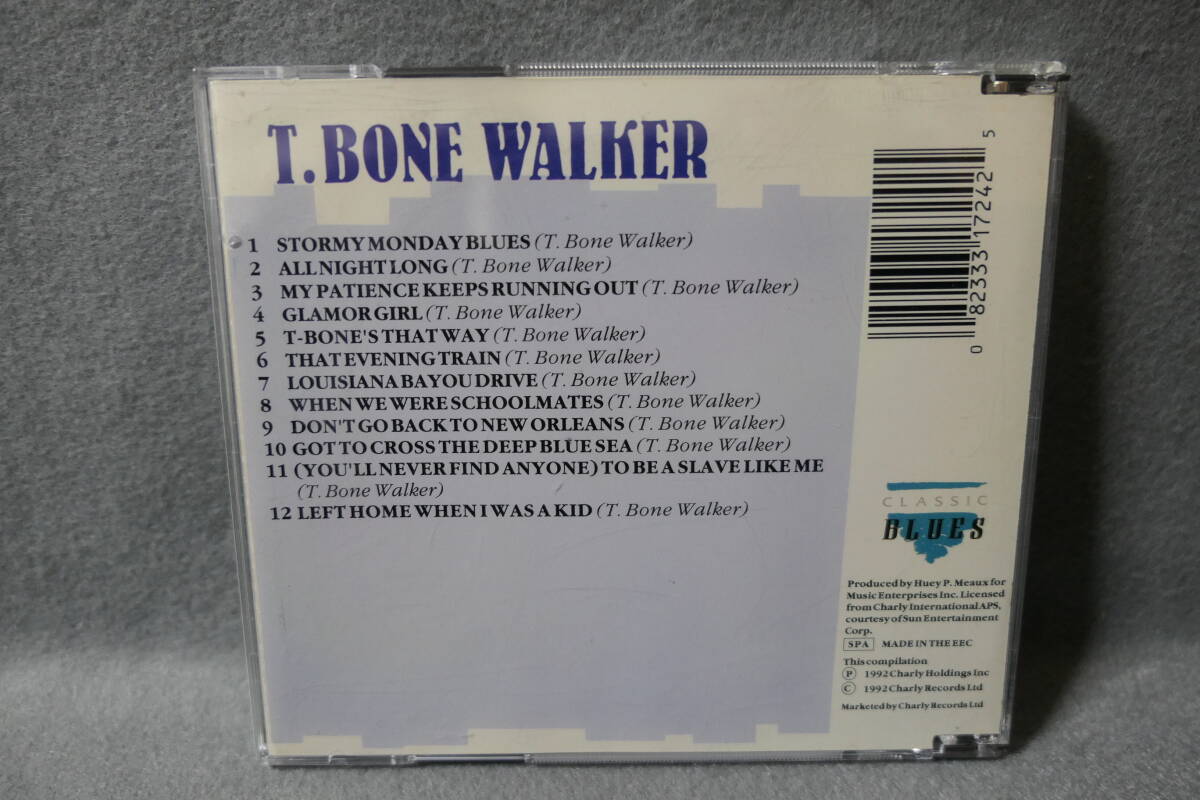 T.BONE WALKER
1 STORMY MONDAY BLUES (T. Bone Walker)
2 ALL NIGHT LONG (T. Bone Walker)
3 MY PATIENCE KEEPS RUNNING OUT (T. Bone Walker)
4 GLAMOR GIRL (T. Bone Walker)
5 T-BONE'S THAT WAY (T. Bone Walker)
6 THAT EVENING TRAIN (T. Bone Walker)
7 LOUISIANA BAYOU DRIVE (T. Bone Walker)
8 WHEN WE WERE SCHOOLMATES (T. Bone Walker)
9 DON'T GO BACK TO NEW ORLEANS (T. Bone Walker)
10 GOT TO CROSS THE DEEP BLUE SEA (T. Bone Walker)
11 (YOU'LL NEVER FIND ANYONE) TO BE A SLAVE LIKE ME
(T. Bone Walker)
12 LEFT HOME WHEN I WAS A KID (T. Bone Walker)
0 82333 17242 5
CLASSIC
BLUES
Produced by Huey P. Meaux for
Music Enterprises Inc. Licensed
from Charly International APS,
courtesy of Sun Entertainment
Corp.
SPA MADE IN THE EEC
This compilation
Ⓟ 1992 Charly Holdings Inc
© 1992 Charly Records Ltd
Marketed by Charly Records Ltd